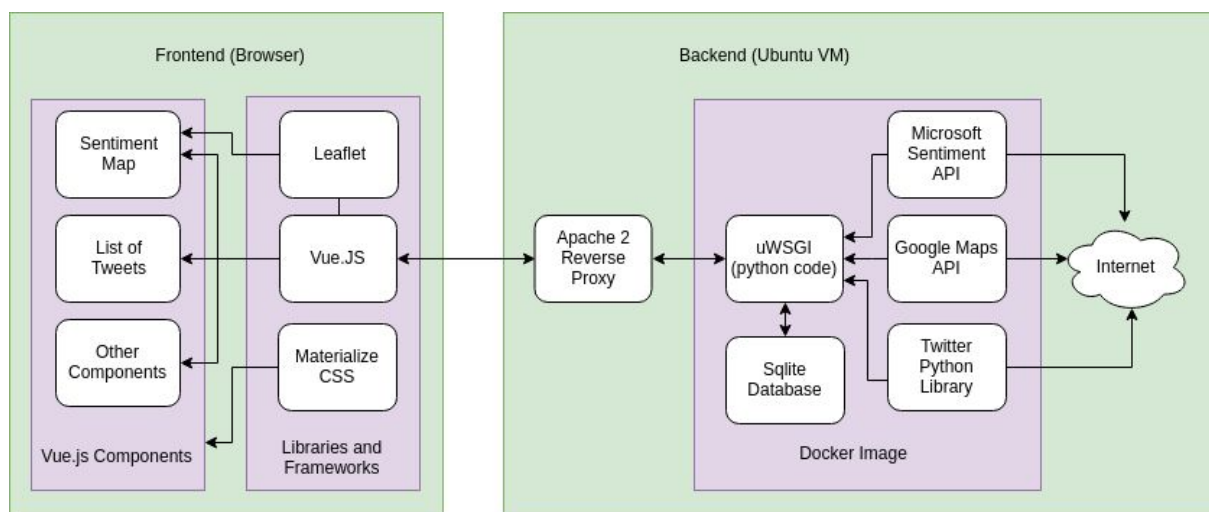 Frontend (Browser)
Sentiment
Map
List of
Tweets
Other
Components
Vue.js Components
Leaflet
Vue.JS
Materialize
CSS
Libraries and
Frameworks
Backend (Ubuntu VM)
Apache 2
Reverse
Proxy
uWSGI
(python code)
Sqlite
Database
Microsoft
Sentiment
API
Google Maps
API
Twitter
Python
Library
Docker Image
Internet